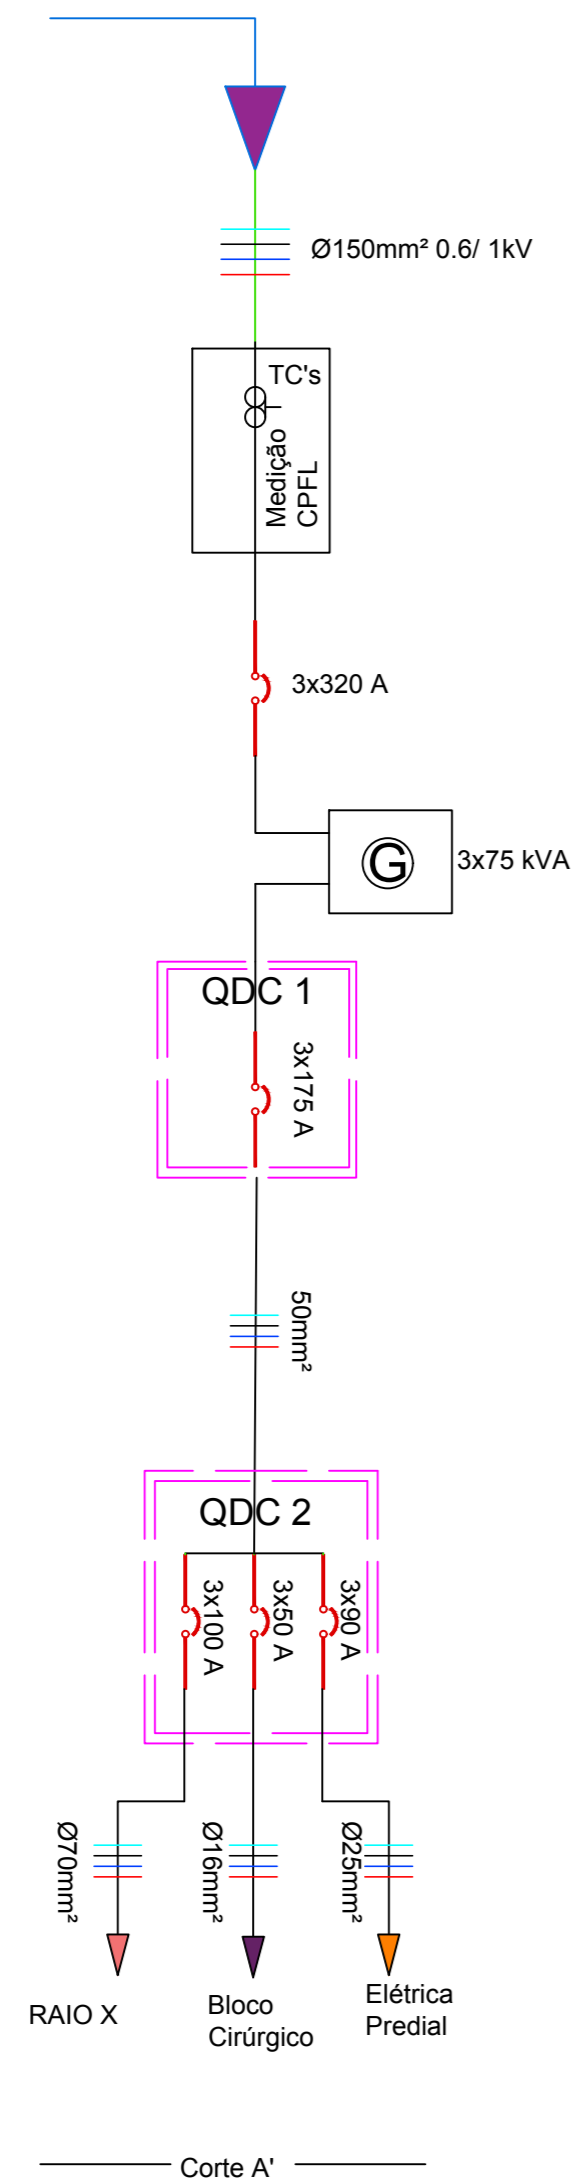 Ø150mm² 0.6/ 1kV
TC's
Medição
CPFL
3x320 A
G
3x75 kVA
QDC 1
3x175 A
50mm²
QDC 2
3x100 A
3x50 A
3x90 A
Ø70mm²
Ø16mm²
Ø25mm²
RAIO X
Bloco
Cirúrgico
Elétrica
Predial
Corte A'